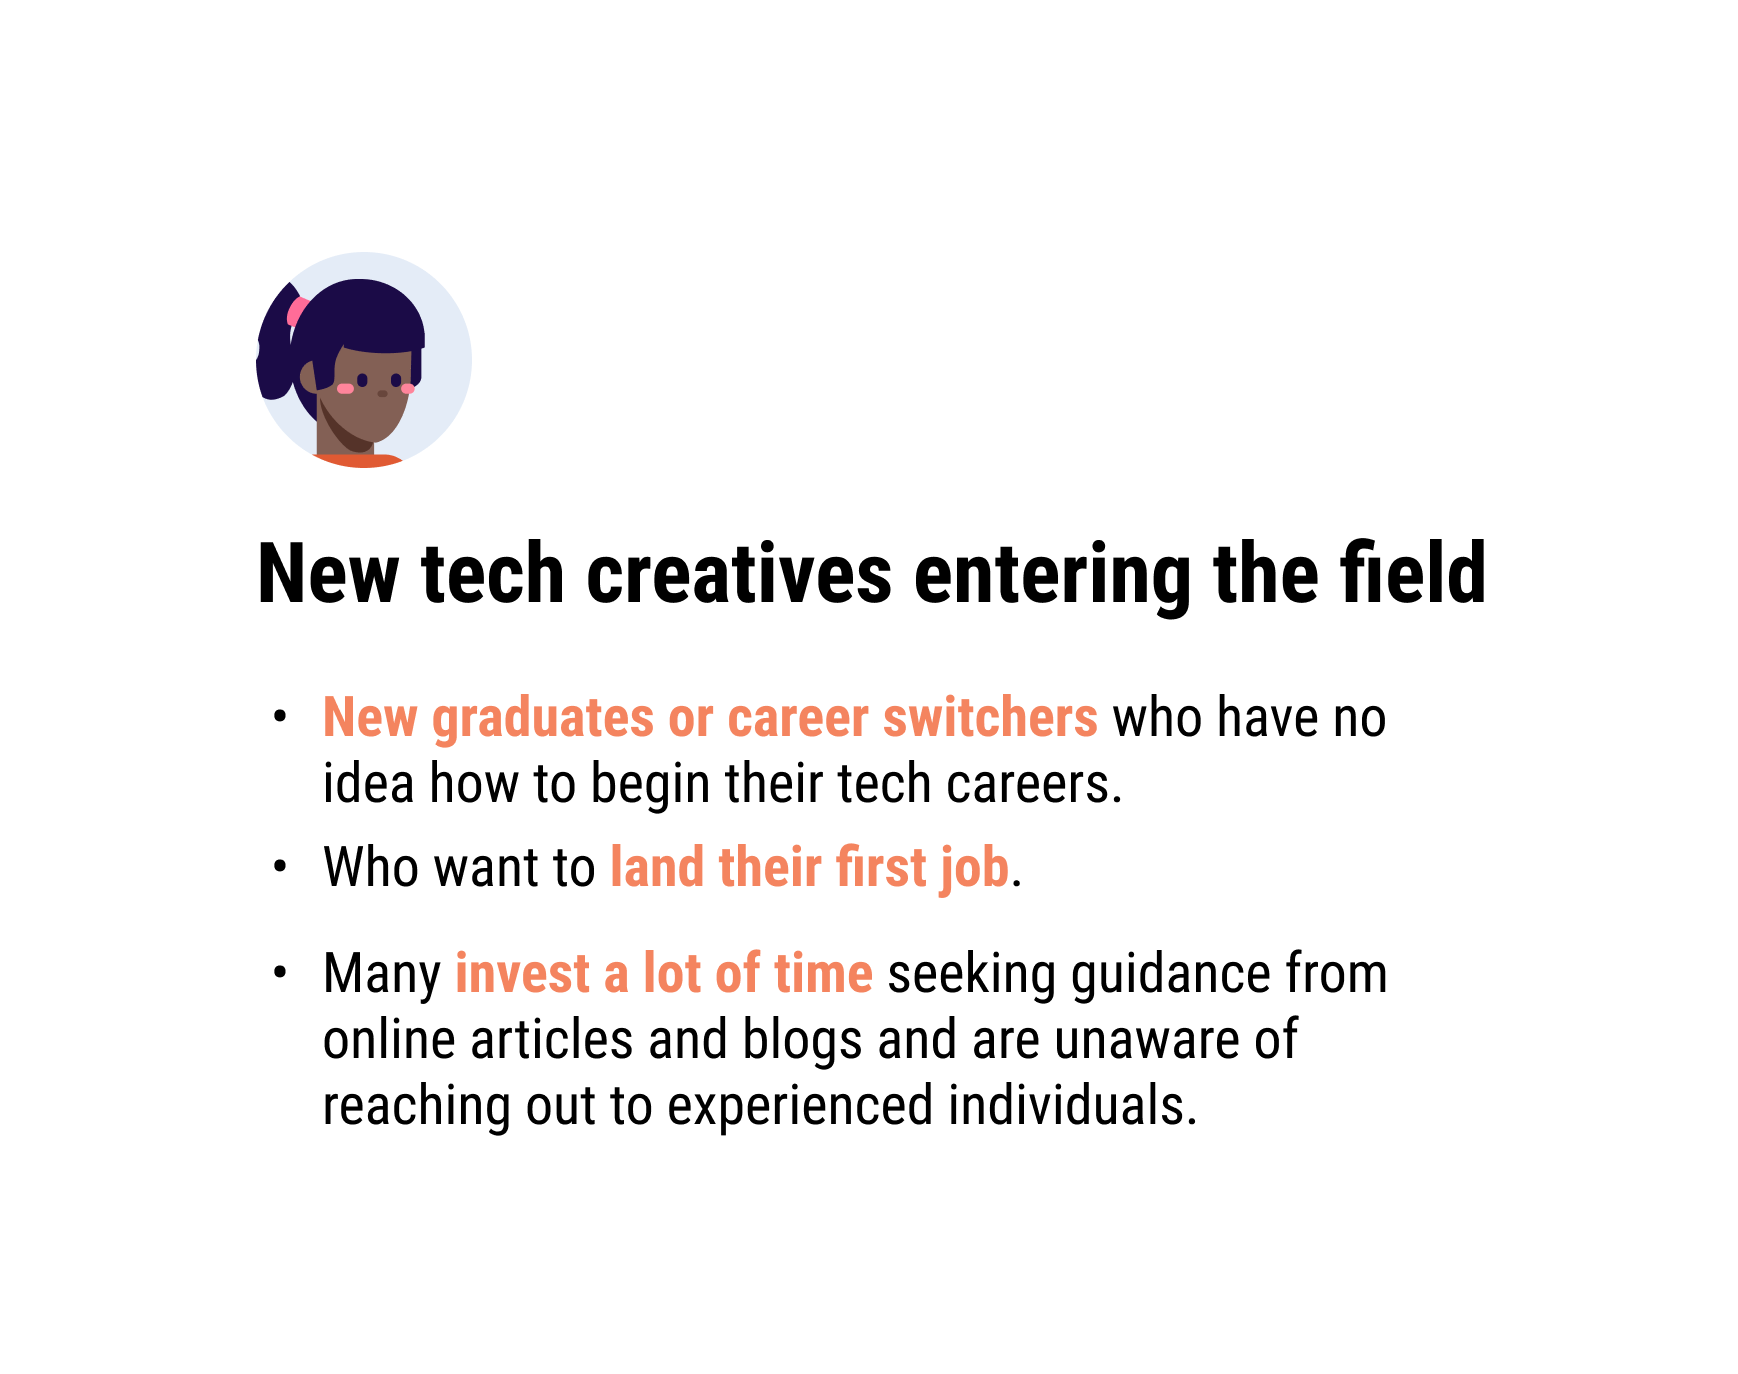 New tech creatives entering the field
• New graduates or career switchers who have no
idea how to begin their tech careers.
• Who want to land their first job.
• Many invest a lot of time seeking guidance from
online articles and blogs and are unaware of
reaching out to experienced individuals.